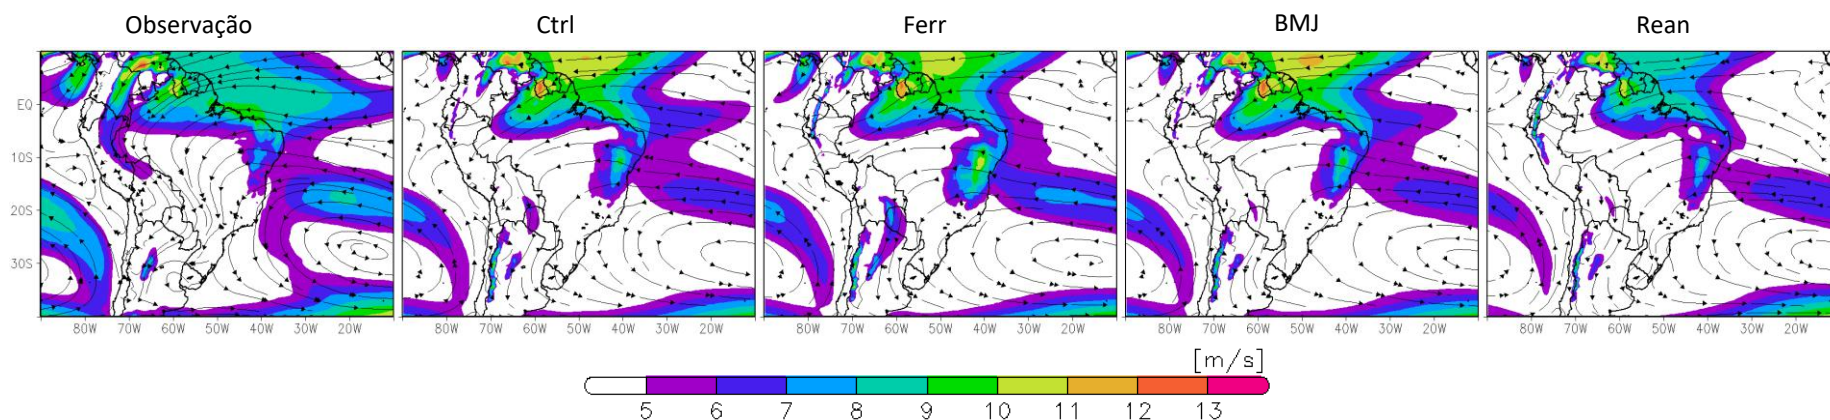 Observação Ctrl Ferr BMJ Rean
EQ
10S
20S
30S
80W 70W 60W 50W 40W 30W 20W 80W 70W 60W 50W 40W 30W 20W 80W 70W 60W 50W 40W 30W 20W 80W 70W 60W 50W 40W 30W 20W 80W 70W 60W 50W 40W 30W 20W
[m/s]
5 6 7 8 9 10 11 12 13